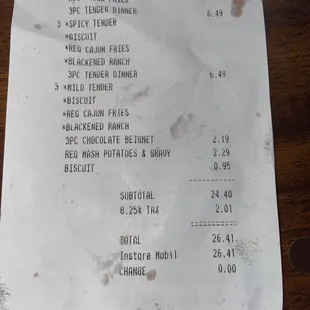 *REG CAJUN FRIES
3PC TENDER DINNER 6.49
3 *SPICY TENDER
*BISCUIT
*REG CAJUN FRIES
*BLACKENED RANCH
3PC TENDER DINNER 6.49
3 *MILD TENDER
*BISCUIT
*REG CAJUN FRIES
*BLACKENED RANCH
3PC CHOCOLATE BEIGNET 2.19
REG MASH POTATOES & GRAVY 2.29
BISCUIT 0.95
SUBTOTAL 24.40
8.25% TAX 2.01
TOTAL 26.41
Instore Mobil 26.41
CHANGE 0.00